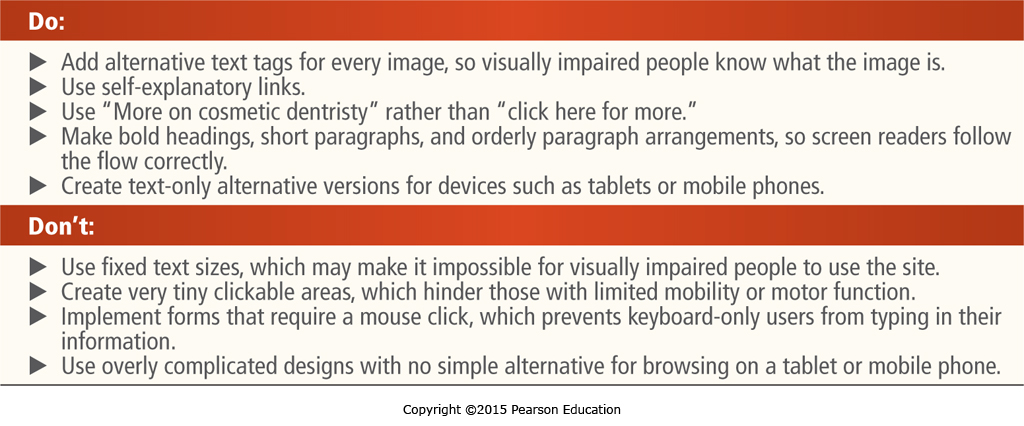 Do:
▶ Add alternative text tags for every image, so visually impaired people know what the image is.
▶ Use self-explanatory links.
▶ Use “More on cosmetic dentristy” rather than “click here for more.”
▶ Make bold headings, short paragraphs, and orderly paragraph arrangements, so screen readers follow
the flow correctly.
▶ Create text-only alternative versions for devices such as tablets or mobile phones.
Don’t:
▶ Use fixed text sizes, which may make it impossible for visually impaired people to use the site.
▶ Create very tiny clickable areas, which hinder those with limited mobility or motor function.
▶ Implement forms that require a mouse click, which prevents keyboard-only users from typing in their
information.
▶ Use overly complicated designs with no simple alternative for browsing on a tablet or mobile phone.
Copyright ©2015 Pearson Education